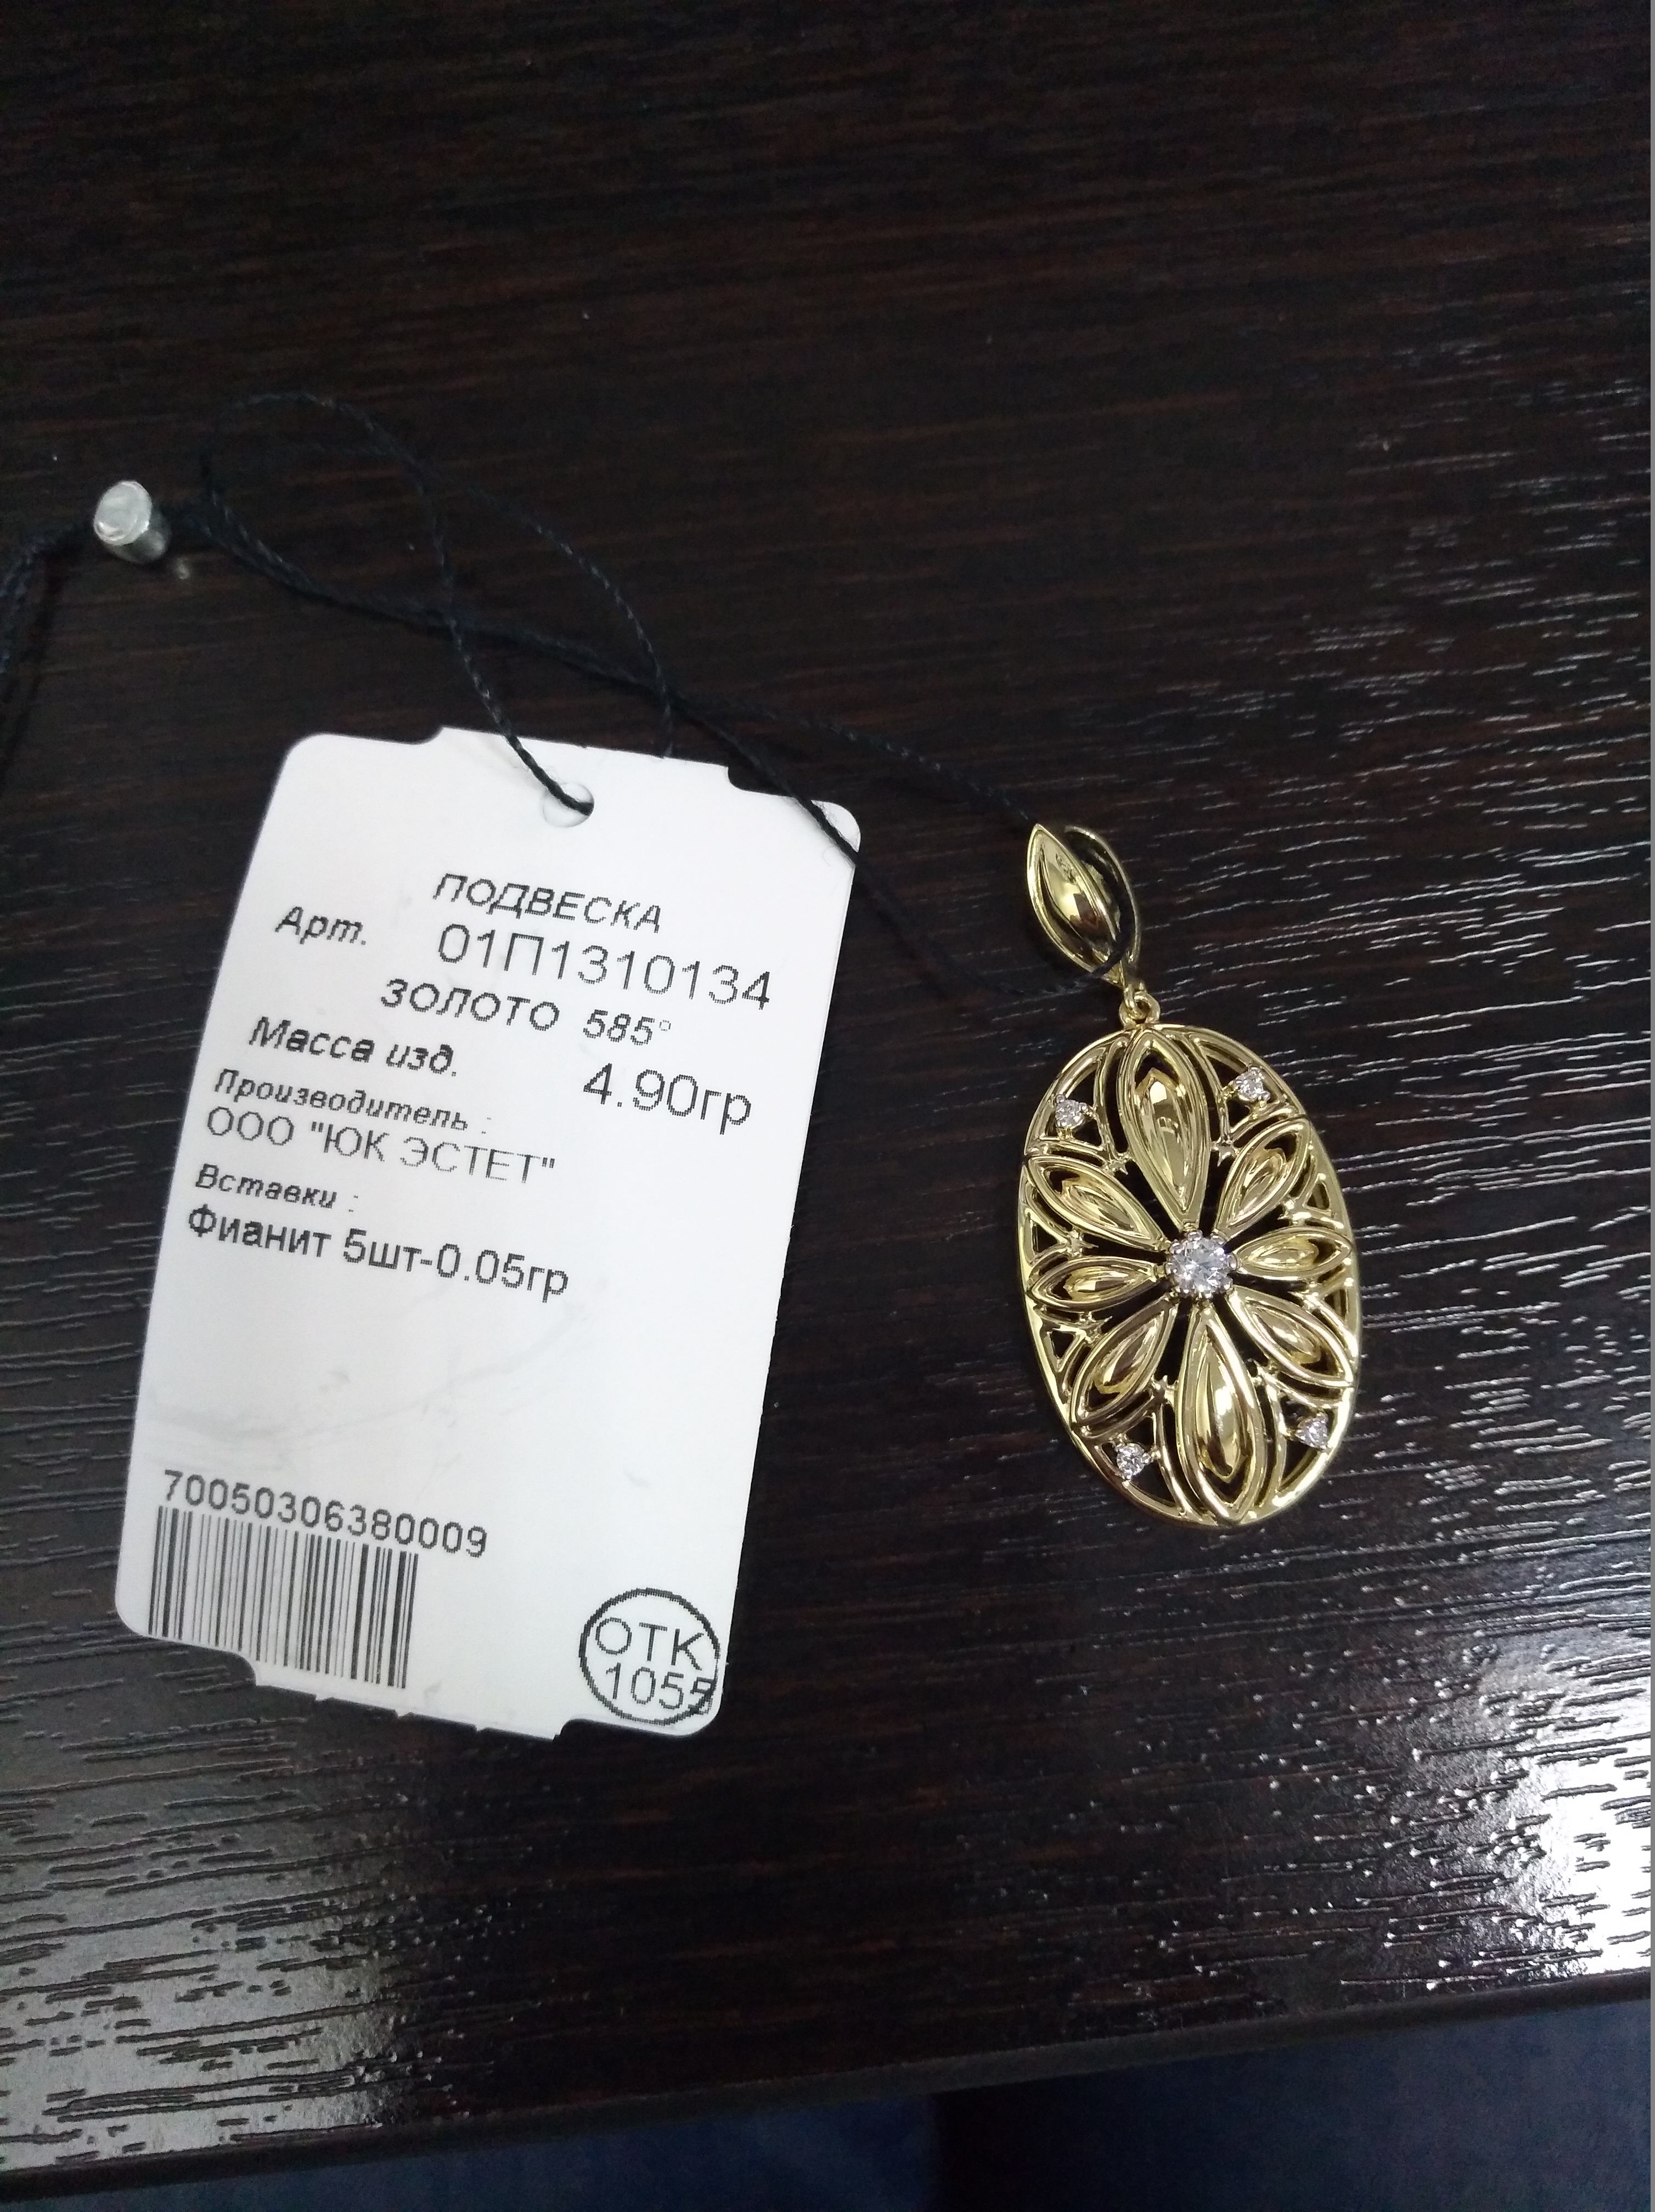 ПОДВЕСКА
Арт. 01П1310134
ЗОЛОТО 585°
Масса изд. 4.90гр
Производитель :
ООО "ЮК ЭСТЕТ"
Вставки :
Фианит 5шт-0.05гр
70050306380009
ОТК
1055